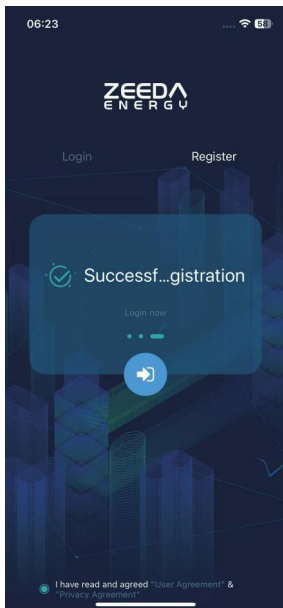 06:23
58
ZEEDA
ENERGY
Login
Register
Successf...gistration
Login now
I have read and agreed "User Agreement" &
"Privacy Agreement"